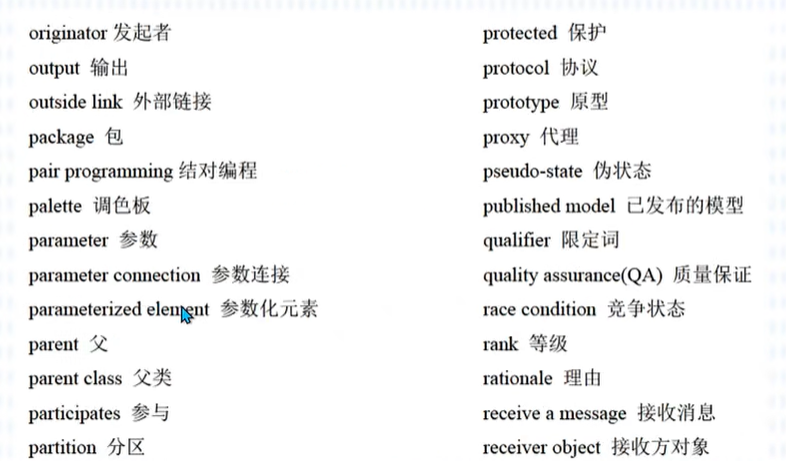 originator 发起者
output 输出
outside link 外部链接
package 包
pair programming 结对编程
palette 调色板
parameter 参数
parameter connection 参数连接
parameterized element 参数化元素
parent 父
parent class 父类
participates 参与
partition 分区
protected 保护
protocol 协议
prototype 原型
proxy 代理
pseudo-state 伪状态
published model 已发布的模型
qualifier 限定词
quality assurance(QA) 质量保证
race condition 竞争状态
rank 等级
rationale 理由
receive a message 接收消息
receiver object 接收方对象